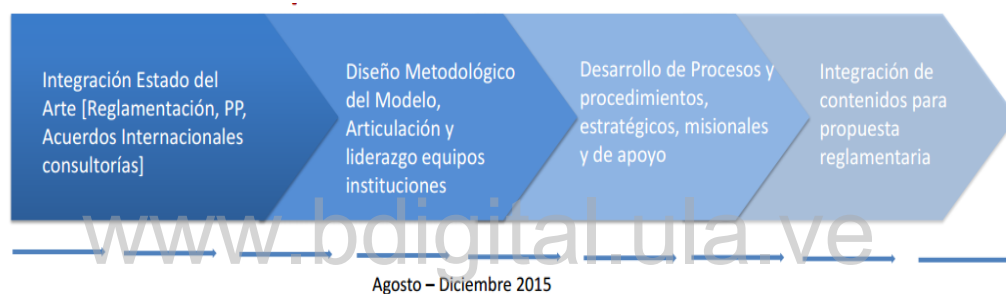 Integración Estado del
Arte [Reglamentación, PP,
Acuerdos Internacionales
consultorías]
Diseño Metodológico
del Modelo,
Articulación y
liderazgo equipos
instituciones
Desarrollo de Procesos y
procedimientos,
estratégicos, misionales
y de apoyo
Integración de
contenidos para
propuesta
reglamentaria
www.bdigital.ula.ve
Agosto – Diciembre 2015